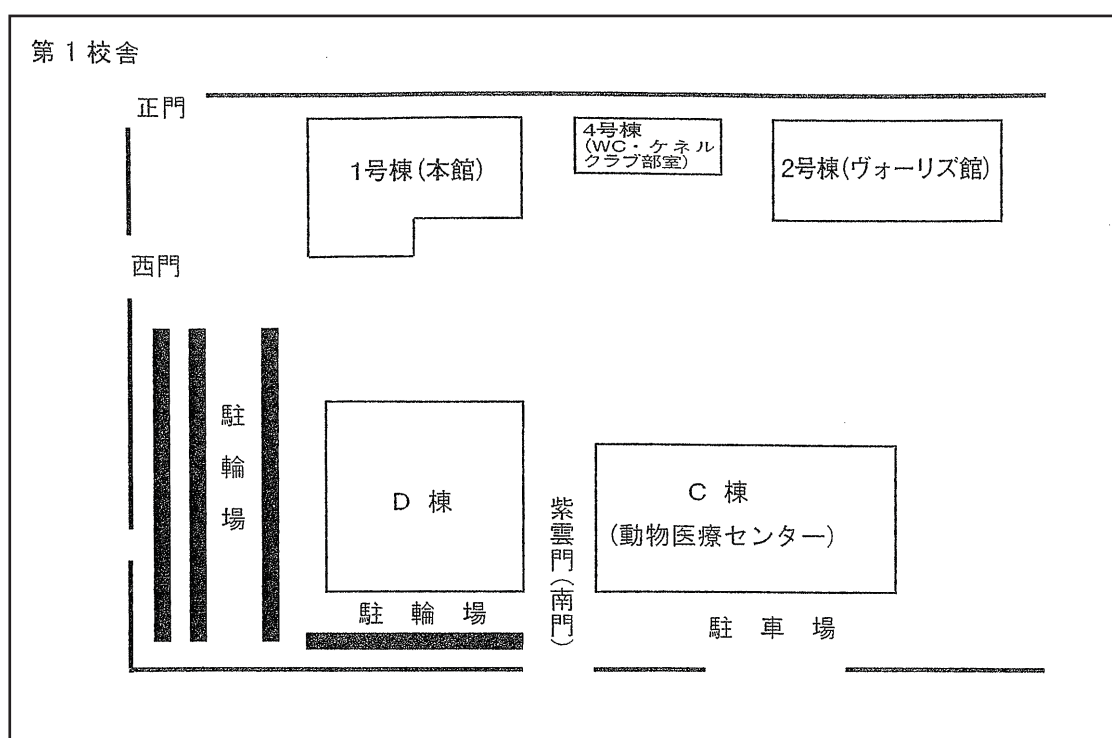 第１校舎
正門
1号棟(本館)
4号棟
(WC・ケネル
クラブ部室)
2号棟(ヴォーリズ館)
西門
駐輪場
D 棟
紫雲門(南門)
C 棟
(動物医療センター)
駐 輪 場
駐 車 場